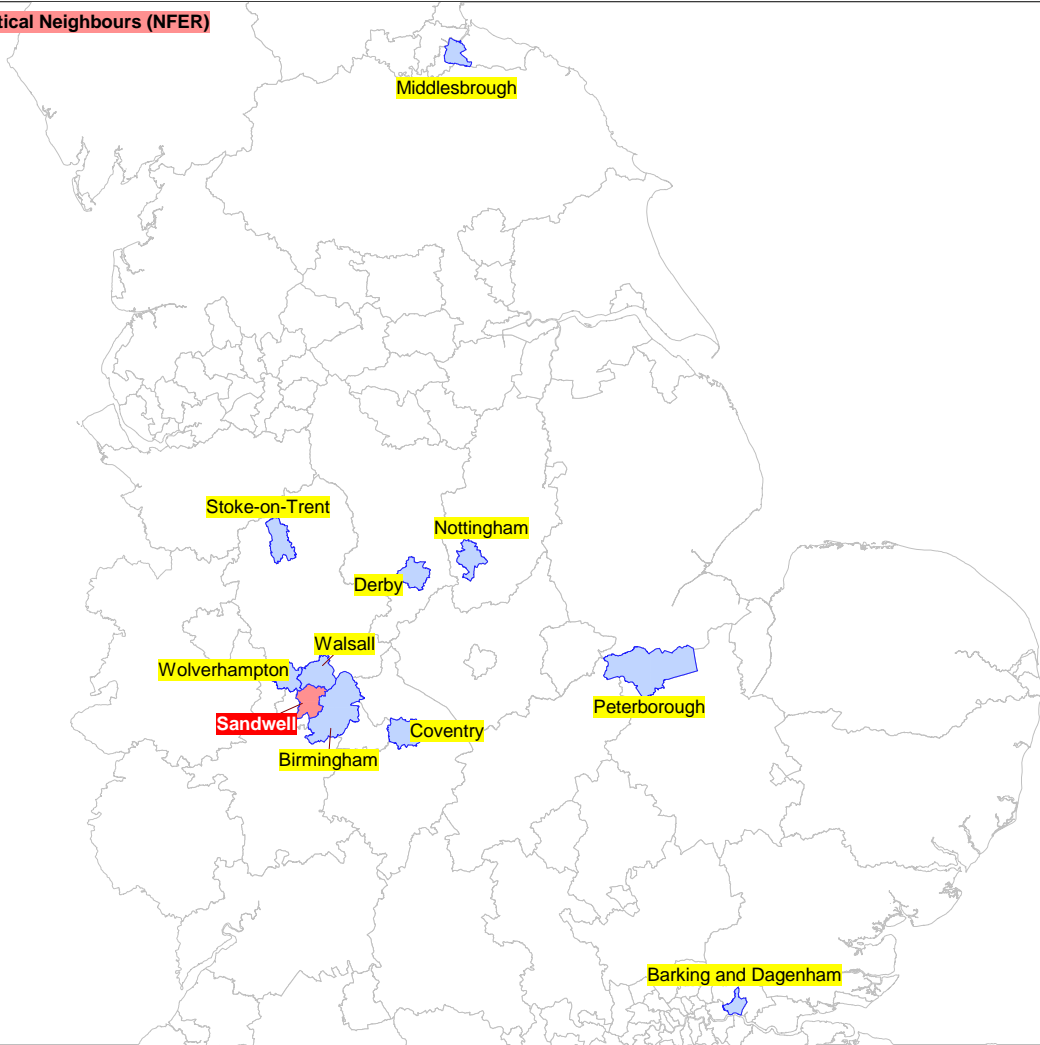 tical Neighbours (NFER)
Middlesbrough
Stoke-on-Trent
Nottingham
Derby
Walsall
Wolverhampton
Peterborough
Sandwell
Coventry
Birmingham
Barking and Dagenham